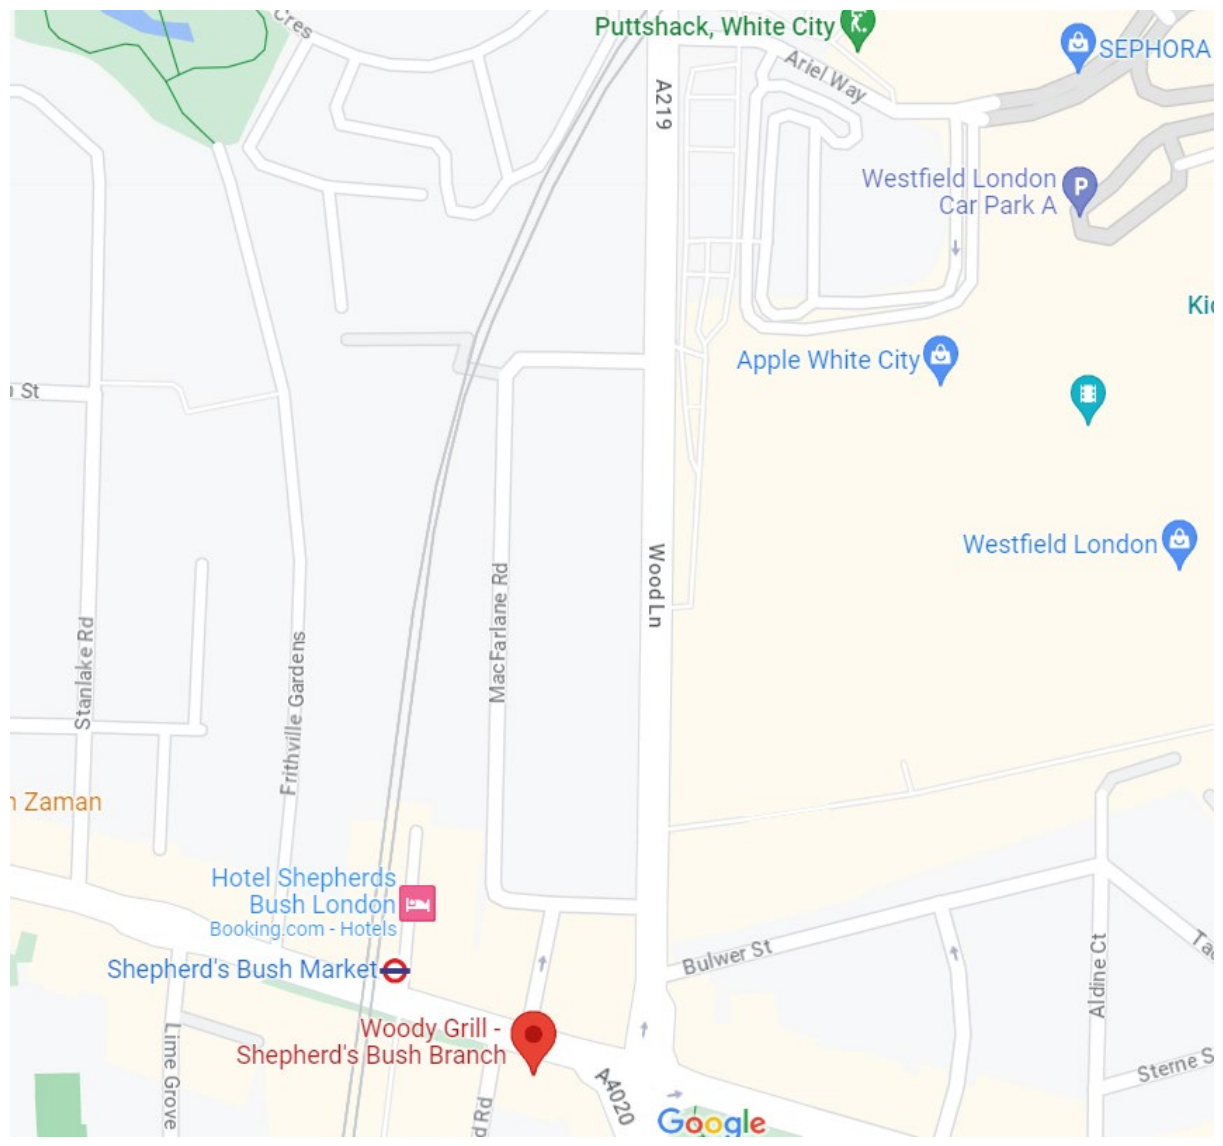 Cres
Puttshack, White City
SEPHORA
Ariel Way
A219
P
Westfield London
Car Park A
Apple White City
St
Westfield London
Wood Ln
MacFarlane Rd
Stanlake Rd
Frithville Gardens
Zaman
Hotel Shepherds
Bush London
Booking.com - Hotels
Shepherd's Bush Market
Bulwer St
Aldine Ct
Lime Grove
Woody Grill -
Shepherd's Bush Branch
Sterne S
A4020
Rd
Google